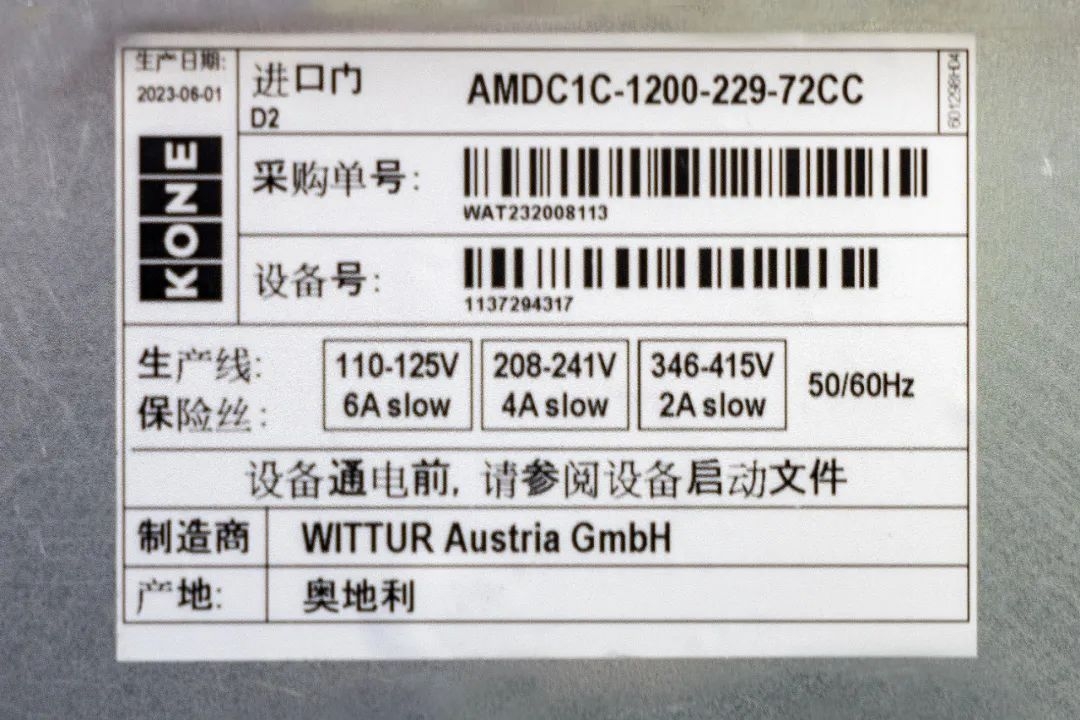 生产日期:
2023-06-01
KONE
进口门
D2
AMDC1C-1200-229-72CC
601298H04
采购单号:
WAT232008113
设备号:
1137294317
生产线:
保险丝:
110-125V
6A slow
208-241V
4A slow
346-415V
2A slow
50/60Hz
设备通电前, 请参阅设备启动文件
制造商
WITTUR Austria GmbH
产地:
奥地利